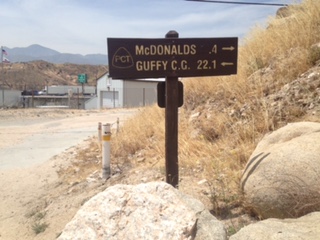 PCT
McDONALDS .4 →
GUFFY C.G. 22.1 ←